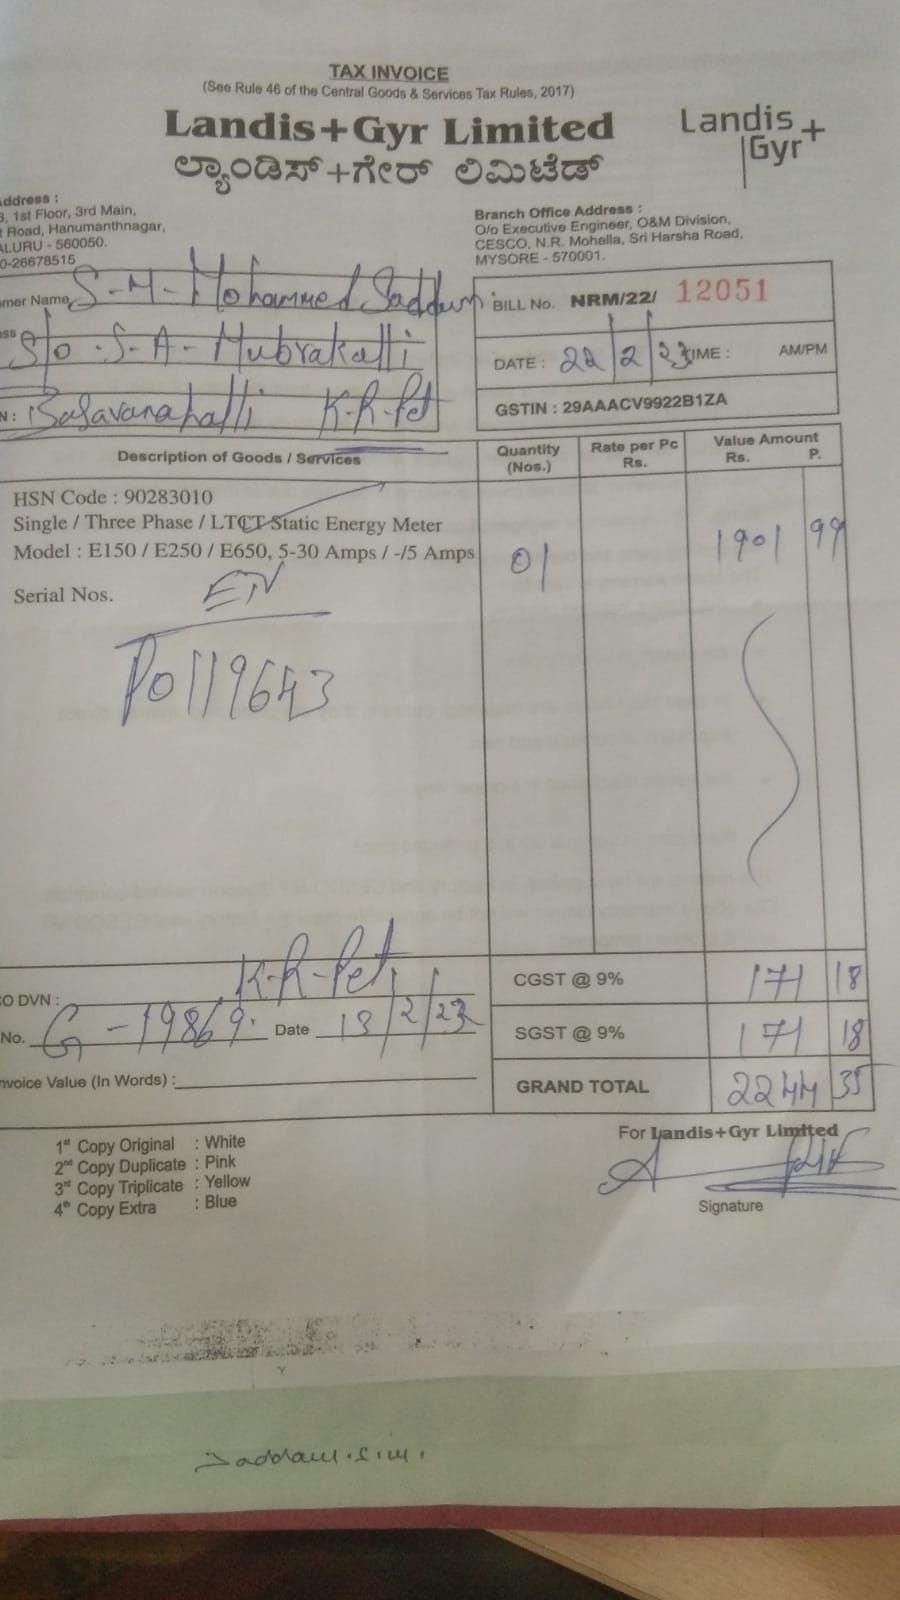 TAX INVOICE
(See Rule 46 of the Central Goods & Services Tax Rules, 2017)
Landis+Gyr Limited
ಲ್ಯಾಂಡಿಸ್+ಗೇರ್ ಲಿಮಿಟೆಡ್
Landis+
Gyr
ddress :
1st Floor, 3rd Main,
Road, Hanumanthnagar,
ALURU - 560050.
0-26678515
Branch Office Address :
O/o Executive Engineer, O&M Division,
CESCO, N.R. Mohalla, Sri Harsha Road,
MYSORE - 570001.
mer Name S-M-Mohammed
ss S/o .S-A-Mubrakalli
N: Basavanahalli K-R-Pet
BILL No. NRM/22/ 12051
DATE : 22/2/23 TIME : AM/PM
GSTIN : 29AAACV9922B1ZA
Description of Goods / Services Quantity (Nos.) Rate per Pc Rs. Value Amount Rs. P.
HSN Code : 90283010
Single / Three Phase / LTCT Static Energy Meter
Model : E150 / E250 / E650, 5-30 Amps / -/5 Amps 01 1901 99
Serial Nos.
P0119643
CO DVN : K-R-Pet
No. G-19869. Date 13/2/23
nvoice Value (In Words) :
CGST @ 9% 171 18
SGST @ 9% 171 18
GRAND TOTAL 2244 35
1st Copy Original : White
2nd Copy Duplicate : Pink
3rd Copy Triplicate : Yellow
4th Copy Extra : Blue
For Landis+Gyr Limited
Signature
Saddam.S.M.